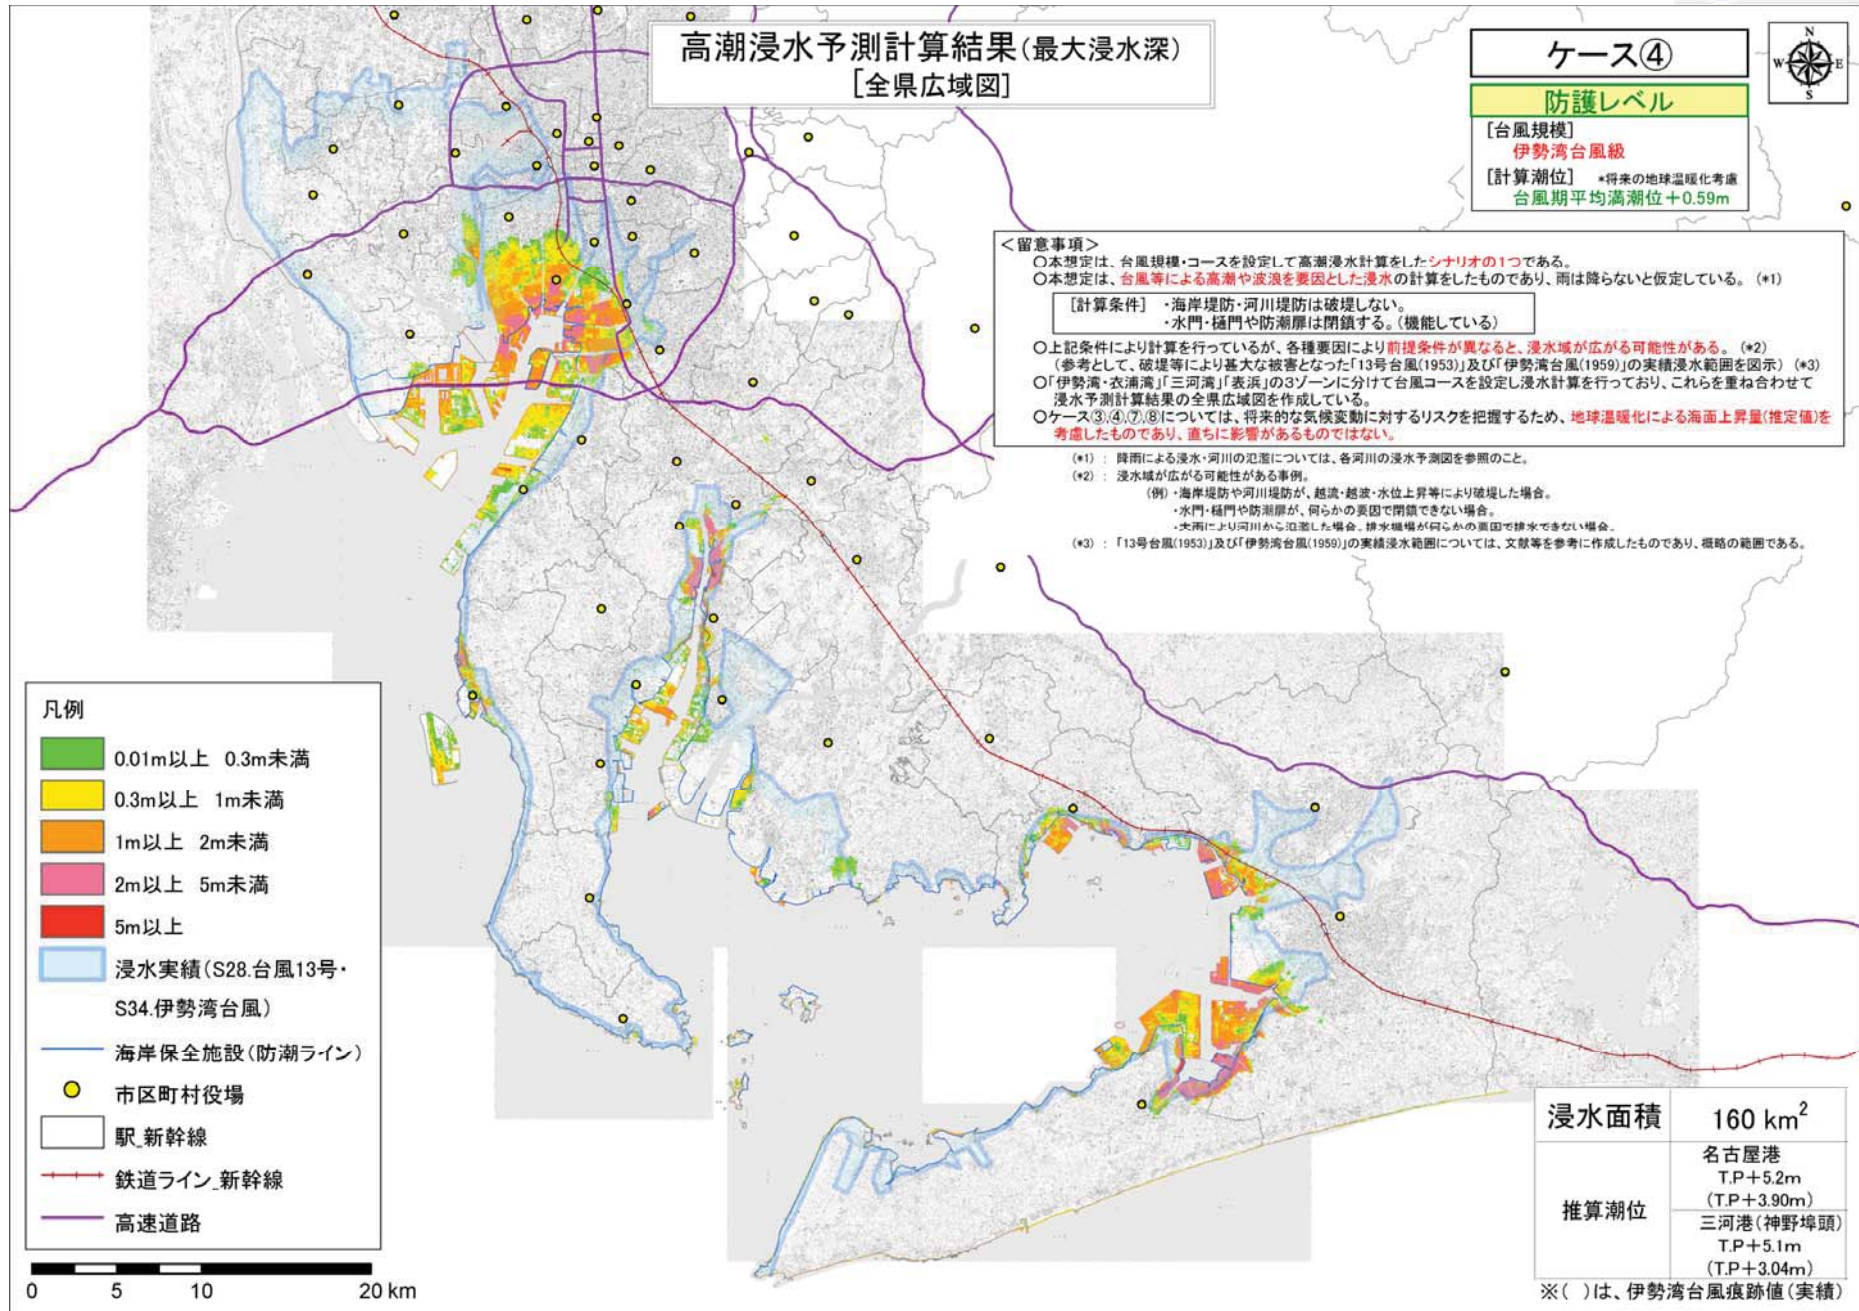 高潮浸水予測計算結果(最大浸水深)
[全県広域図]
ケース④
防護レベル
[台風規模]
伊勢湾台風級
[計算潮位] *将来の地球温暖化考慮
台風期平均満潮位+0.59m
N
W E
S
<留意事項>
○本想定は、台風規模・コースを設定して高潮浸水計算をしたシナリオの1つである。
○本想定は、台風等による高潮や波浪を要因とした浸水の計算をしたものであり、雨は降らないと仮定している。(*1)
[計算条件] ・海岸堤防・河川堤防は破堤しない。
・水門・樋門や防潮扉は閉鎖する。(機能している)
○上記条件により計算を行っているが、各種要因により前提条件が異なると、浸水域が広がる可能性がある。(*2)
(参考として、破堤等により甚大な被害となった「13号台風(1953)」及び「伊勢湾台風(1959)」の実績浸水範囲を図示)(*3)
○「伊勢湾・衣浦湾」「三河湾」「表浜」の3ゾーンに分けて台風コースを設定し浸水計算を行っており、これらを重ね合わせて
浸水予測計算結果の全県広域図を作成している。
○ケース③,④,⑦,⑧については、将来的な気候変動に対するリスクを把握するため、地球温暖化による海面上昇量(推定値)を
考慮したものであり、直ちに影響があるものではない。
(*1): 降雨による浸水・河川の氾濫については、各河川の浸水予測図を参照のこと。
(*2): 浸水域が広がる可能性がある事例。
(例)・海岸堤防や河川堤防が、越流・越波・水位上昇等により破堤した場合。
・水門・樋門や防潮扉が、何らかの要因で閉鎖できない場合。
・大雨により河川から氾濫した場合、排水機場が何らかの要因で排水できない場合。
(*3): 「13号台風(1953)」及び「伊勢湾台風(1959)」の実績浸水範囲については、文献等を参考に作成したものであり、概略の範囲である。
凡例
0.01m以上 0.3m未満
0.3m以上 1m未満
1m以上 2m未満
2m以上 5m未満
5m以上
浸水実績(S28.台風13号・
S34.伊勢湾台風)
海岸保全施設(防潮ライン)
市区町村役場
駅_新幹線
鉄道ライン_新幹線
高速道路
0 5 10 20 km
浸水面積 160 km²
推算潮位
名古屋港
T.P+5.2m
(T.P+3.90m)
三河港(神野埠頭)
T.P+5.1m
(T.P+3.04m)
※( )は、伊勢湾台風痕跡値(実績)